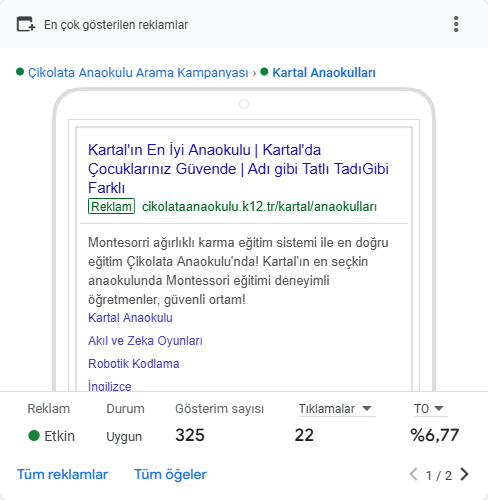 En çok gösterilen reklamlar
Çikolata Anaokulu Arama Kampanyası › Kartal Anaokulları
Kartal'ın En İyi Anaokulu | Kartal'da
Çocuklarınız Güvende | Adı gibi Tatlı TadıGibi
Farklı
Reklam cikolataanaokulu.k12.tr/kartal/anaokulları
Montesorri ağırlıklı karma eğitim sistemi ile en doğru
eğitim Çikolata Anaokulu'nda! Kartal'ın en seçkin
anaokulunda Montessori eğitimi deneyimli
öğretmenler, güvenli ortam!
Kartal Anaokulu
Akıl ve Zeka Oyunları
Robotik Kodlama
İngilizce
Reklam Durum Gösterim sayısı Tıklamalar TO
Etkin Uygun 325 22 %6,77
Tüm reklamlar Tüm öğeler 1 / 2